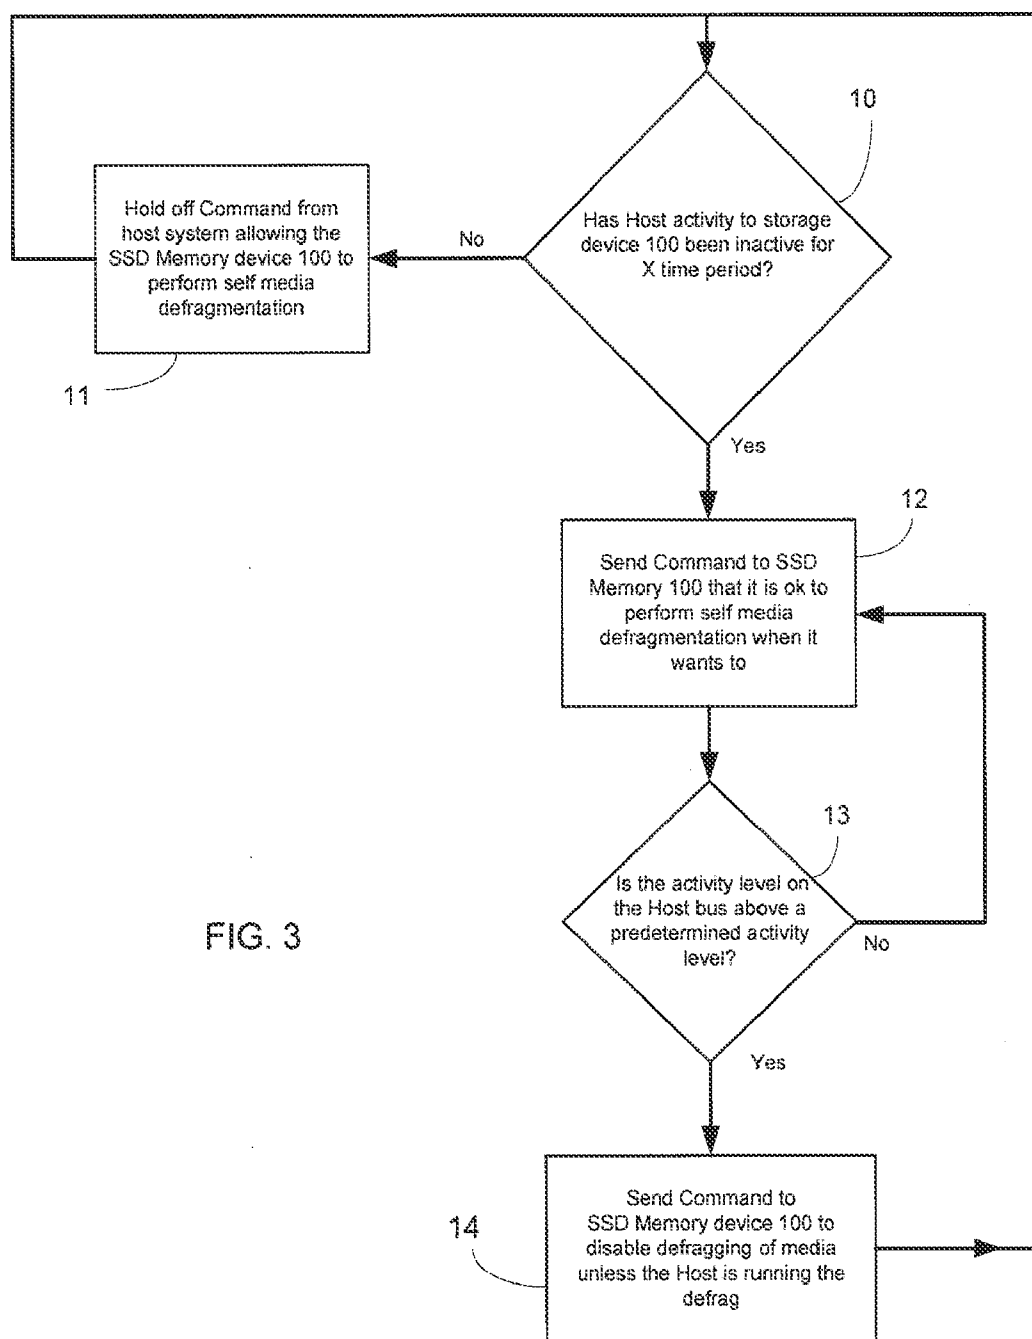 10
Has Host activity to storage
device 100 been inactive for
X time period?
No
Hold off Command from
host system allowing the
SSD Memory device 100 to
perform self media
defragmentation
11
Yes
12
Send Command to SSD
Memory 100 that it is ok to
perform self media
defragmentation when it
wants to
13
Is the activity level on
the Host bus above a
predetermined activity
level?
No
FIG. 3
Yes
Send Command to
SSD Memory device 100 to
disable defragging of media
unless the Host is running the
defrag
14